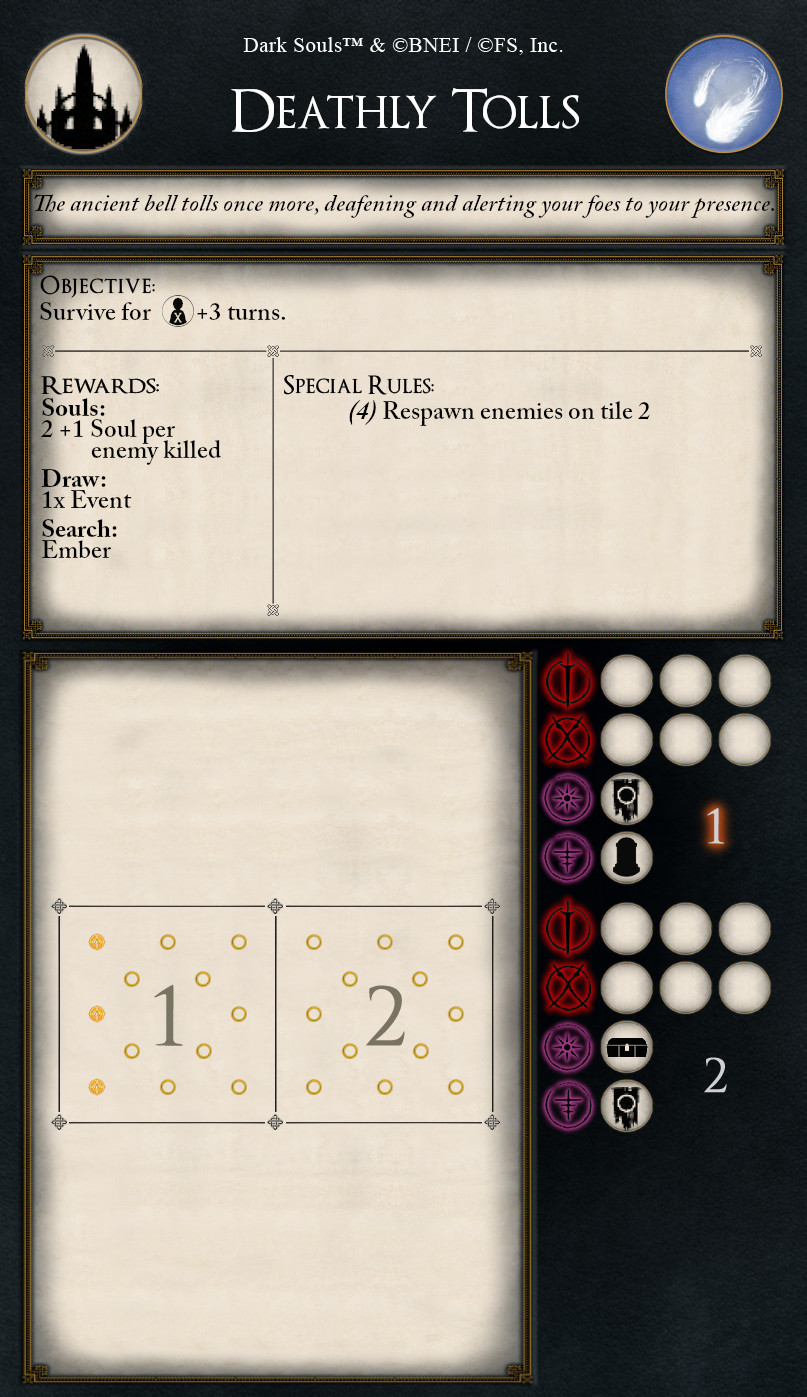 Dark Souls™ & ©BNEI / ©FS, Inc.
Deathly Tolls
The ancient bell tolls once more, deafening and alerting your foes to your presence.
Objective:
Survive for X +3 turns.
Rewards:
Souls:
2 +1 Soul per
enemy killed
Draw:
1x Event
Search:
Ember
Special Rules:
(4) Respawn enemies on tile 2
1
2
1
2